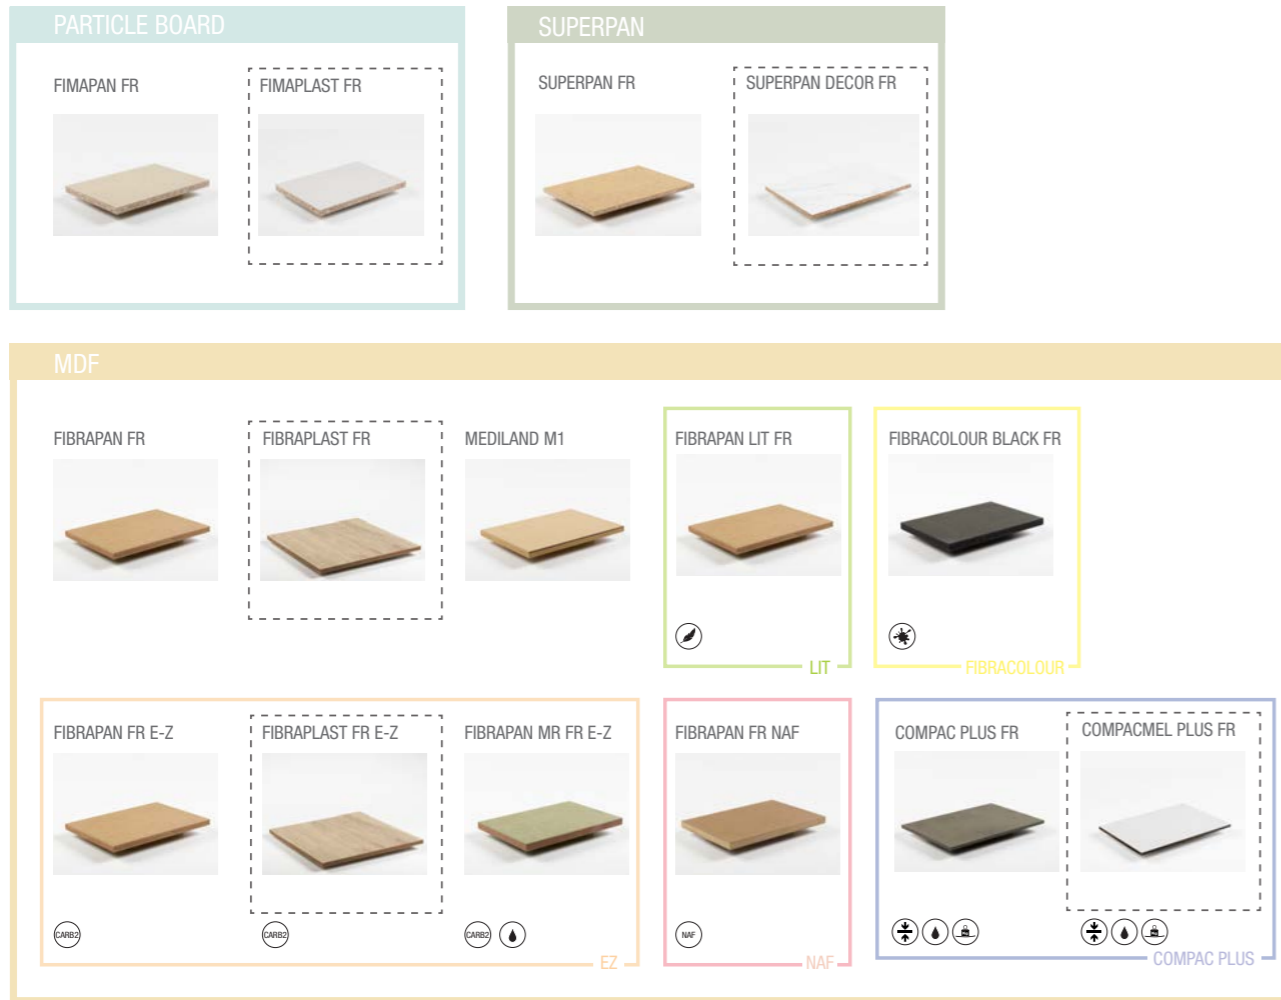 PARTICLE BOARD
FIMAPAN FR
FIMAPLAST FR
SUPERPAN
SUPERPAN FR
SUPERPAN DECOR FR
MDF
FIBRAPAN FR
FIBRAPLAST FR
MEDILAND M1
FIBRAPAN LIT FR
LIT
FIBRACOLOUR BLACK FR
FIBRACOLOUR
FIBRAPAN FR E-Z
FIBRAPLAST FR E-Z
FIBRAPAN MR FR E-Z
CARB2
CARB2
CARB2
EZ
FIBRAPAN FR NAF
NAF
NAF
COMPAC PLUS FR
COMPACMEL PLUS FR
COMPAC PLUS